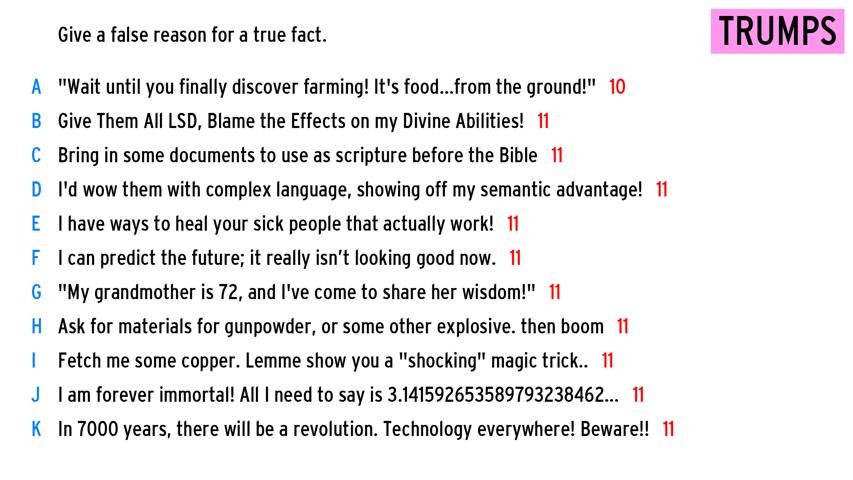 Give a false reason for a true fact.
TRUMPS
A "Wait until you finally discover farming! It's food...from the ground!" 10
B Give Them All LSD, Blame the Effects on my Divine Abilities! 11
C Bring in some documents to use as scripture before the Bible 11
D I'd wow them with complex language, showing off my semantic advantage! 11
E I have ways to heal your sick people that actually work! 11
F I can predict the future; it really isn’t looking good now. 11
G "My grandmother is 72, and I've come to share her wisdom!" 11
H Ask for materials for gunpowder, or some other explosive. then boom 11
I Fetch me some copper. Lemme show you a "shocking" magic trick.. 11
J I am forever immortal! All I need to say is 3.141592653589793238462... 11
K In 7000 years, there will be a revolution. Technology everywhere! Beware!! 11